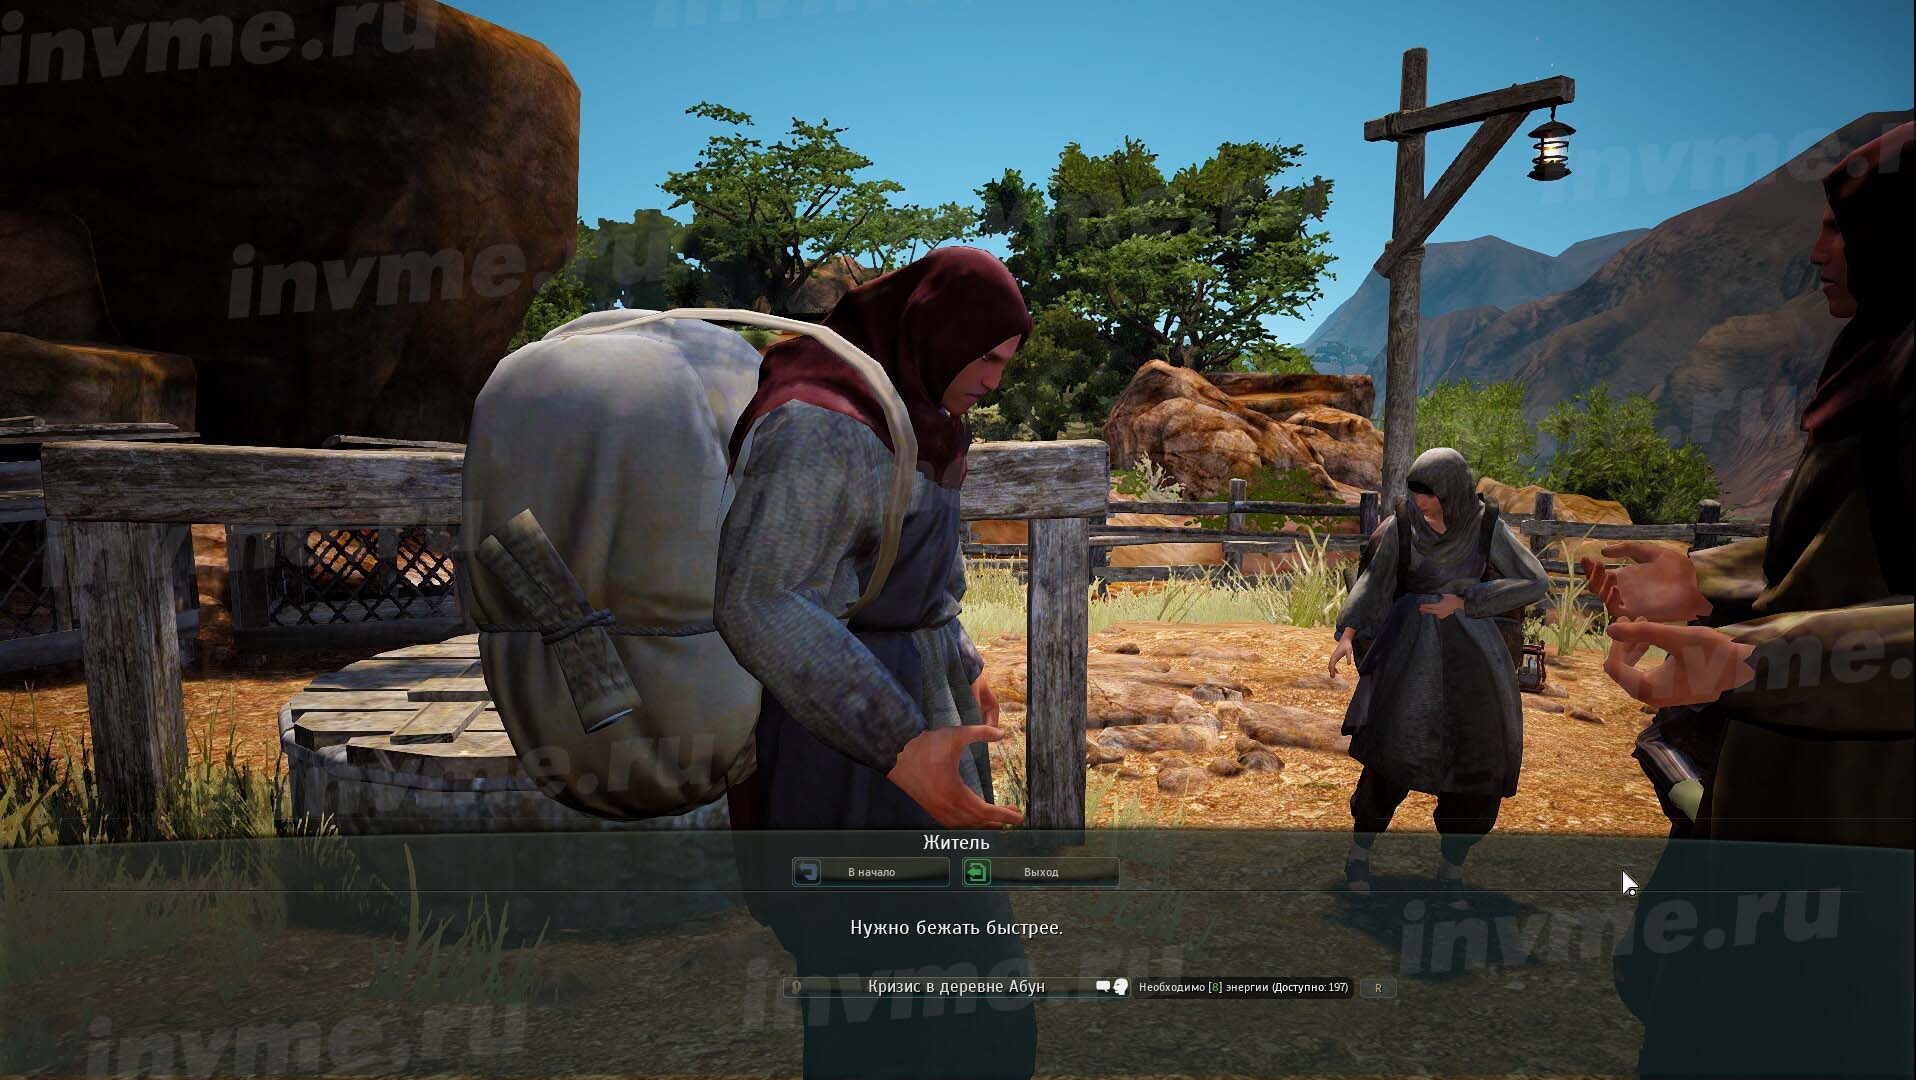 invme.ru
invme.ru
invme.ru
Житель
В начало
Выход
Нужно бежать быстрее.
invme.ru
Кризис в деревне Абун
Необходимо [8] энергии (Доступно: 197)
R
invme.ru
invme.ru